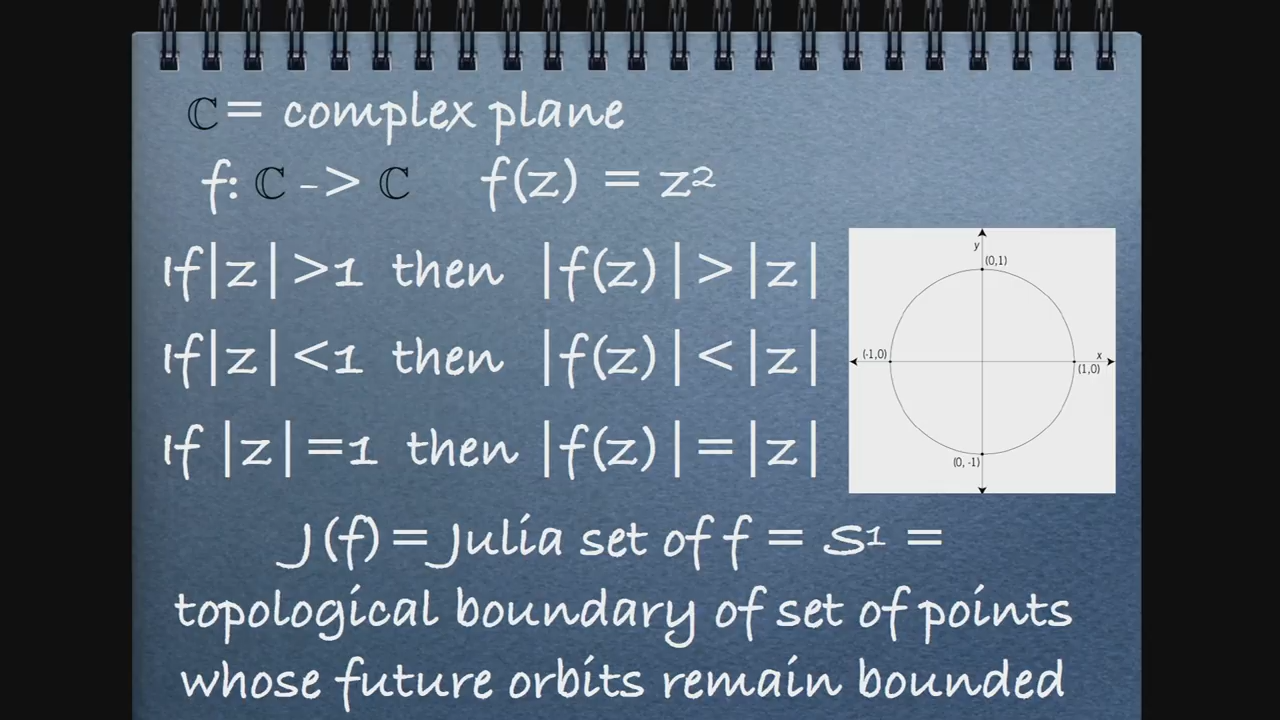 ℂ = complex plane
f: ℂ -> ℂ f(z) = z²
If |z| >1 then |f(z)| > |z|
If |z| <1 then |f(z)| < |z|
If |z| =1 then |f(z)| = |z|
J(f) = Julia set of f = S¹ =
topological boundary of set of points
whose future orbits remain bounded
y
(0,1)
(-1,0)
x
(1,0)
(0, -1)